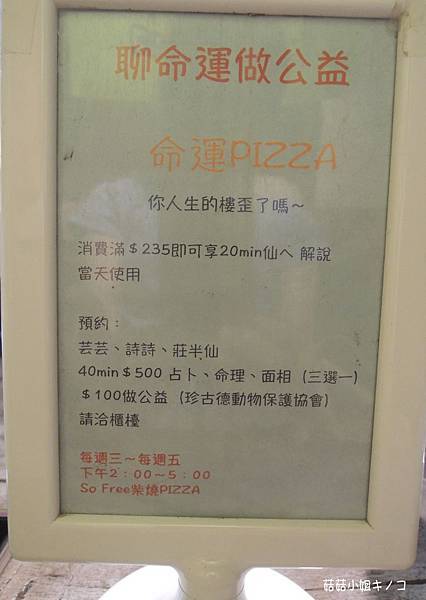 聊命運做公益
命運PIZZA
你人生的樓歪了嗎～
消費滿＄235即可享20min仙ㄟ 解說
當天使用
預約：
芸芸、詩詩、莊半仙
40min＄500 占卜、命理、面相（三選一）
＄100做公益（珍古德動物保護協會）
請洽櫃檯
每週三～每週五
下午2：00～5：00
So Free柴燒PIZZA
菇菇小姐キノコ